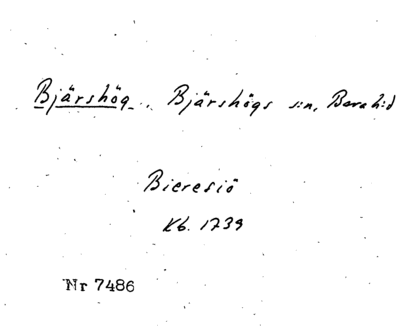 Bjärshög.. Bjärshögs s:n, Bara h:d
Bieresiö
Kb. 1739
Nr 7486